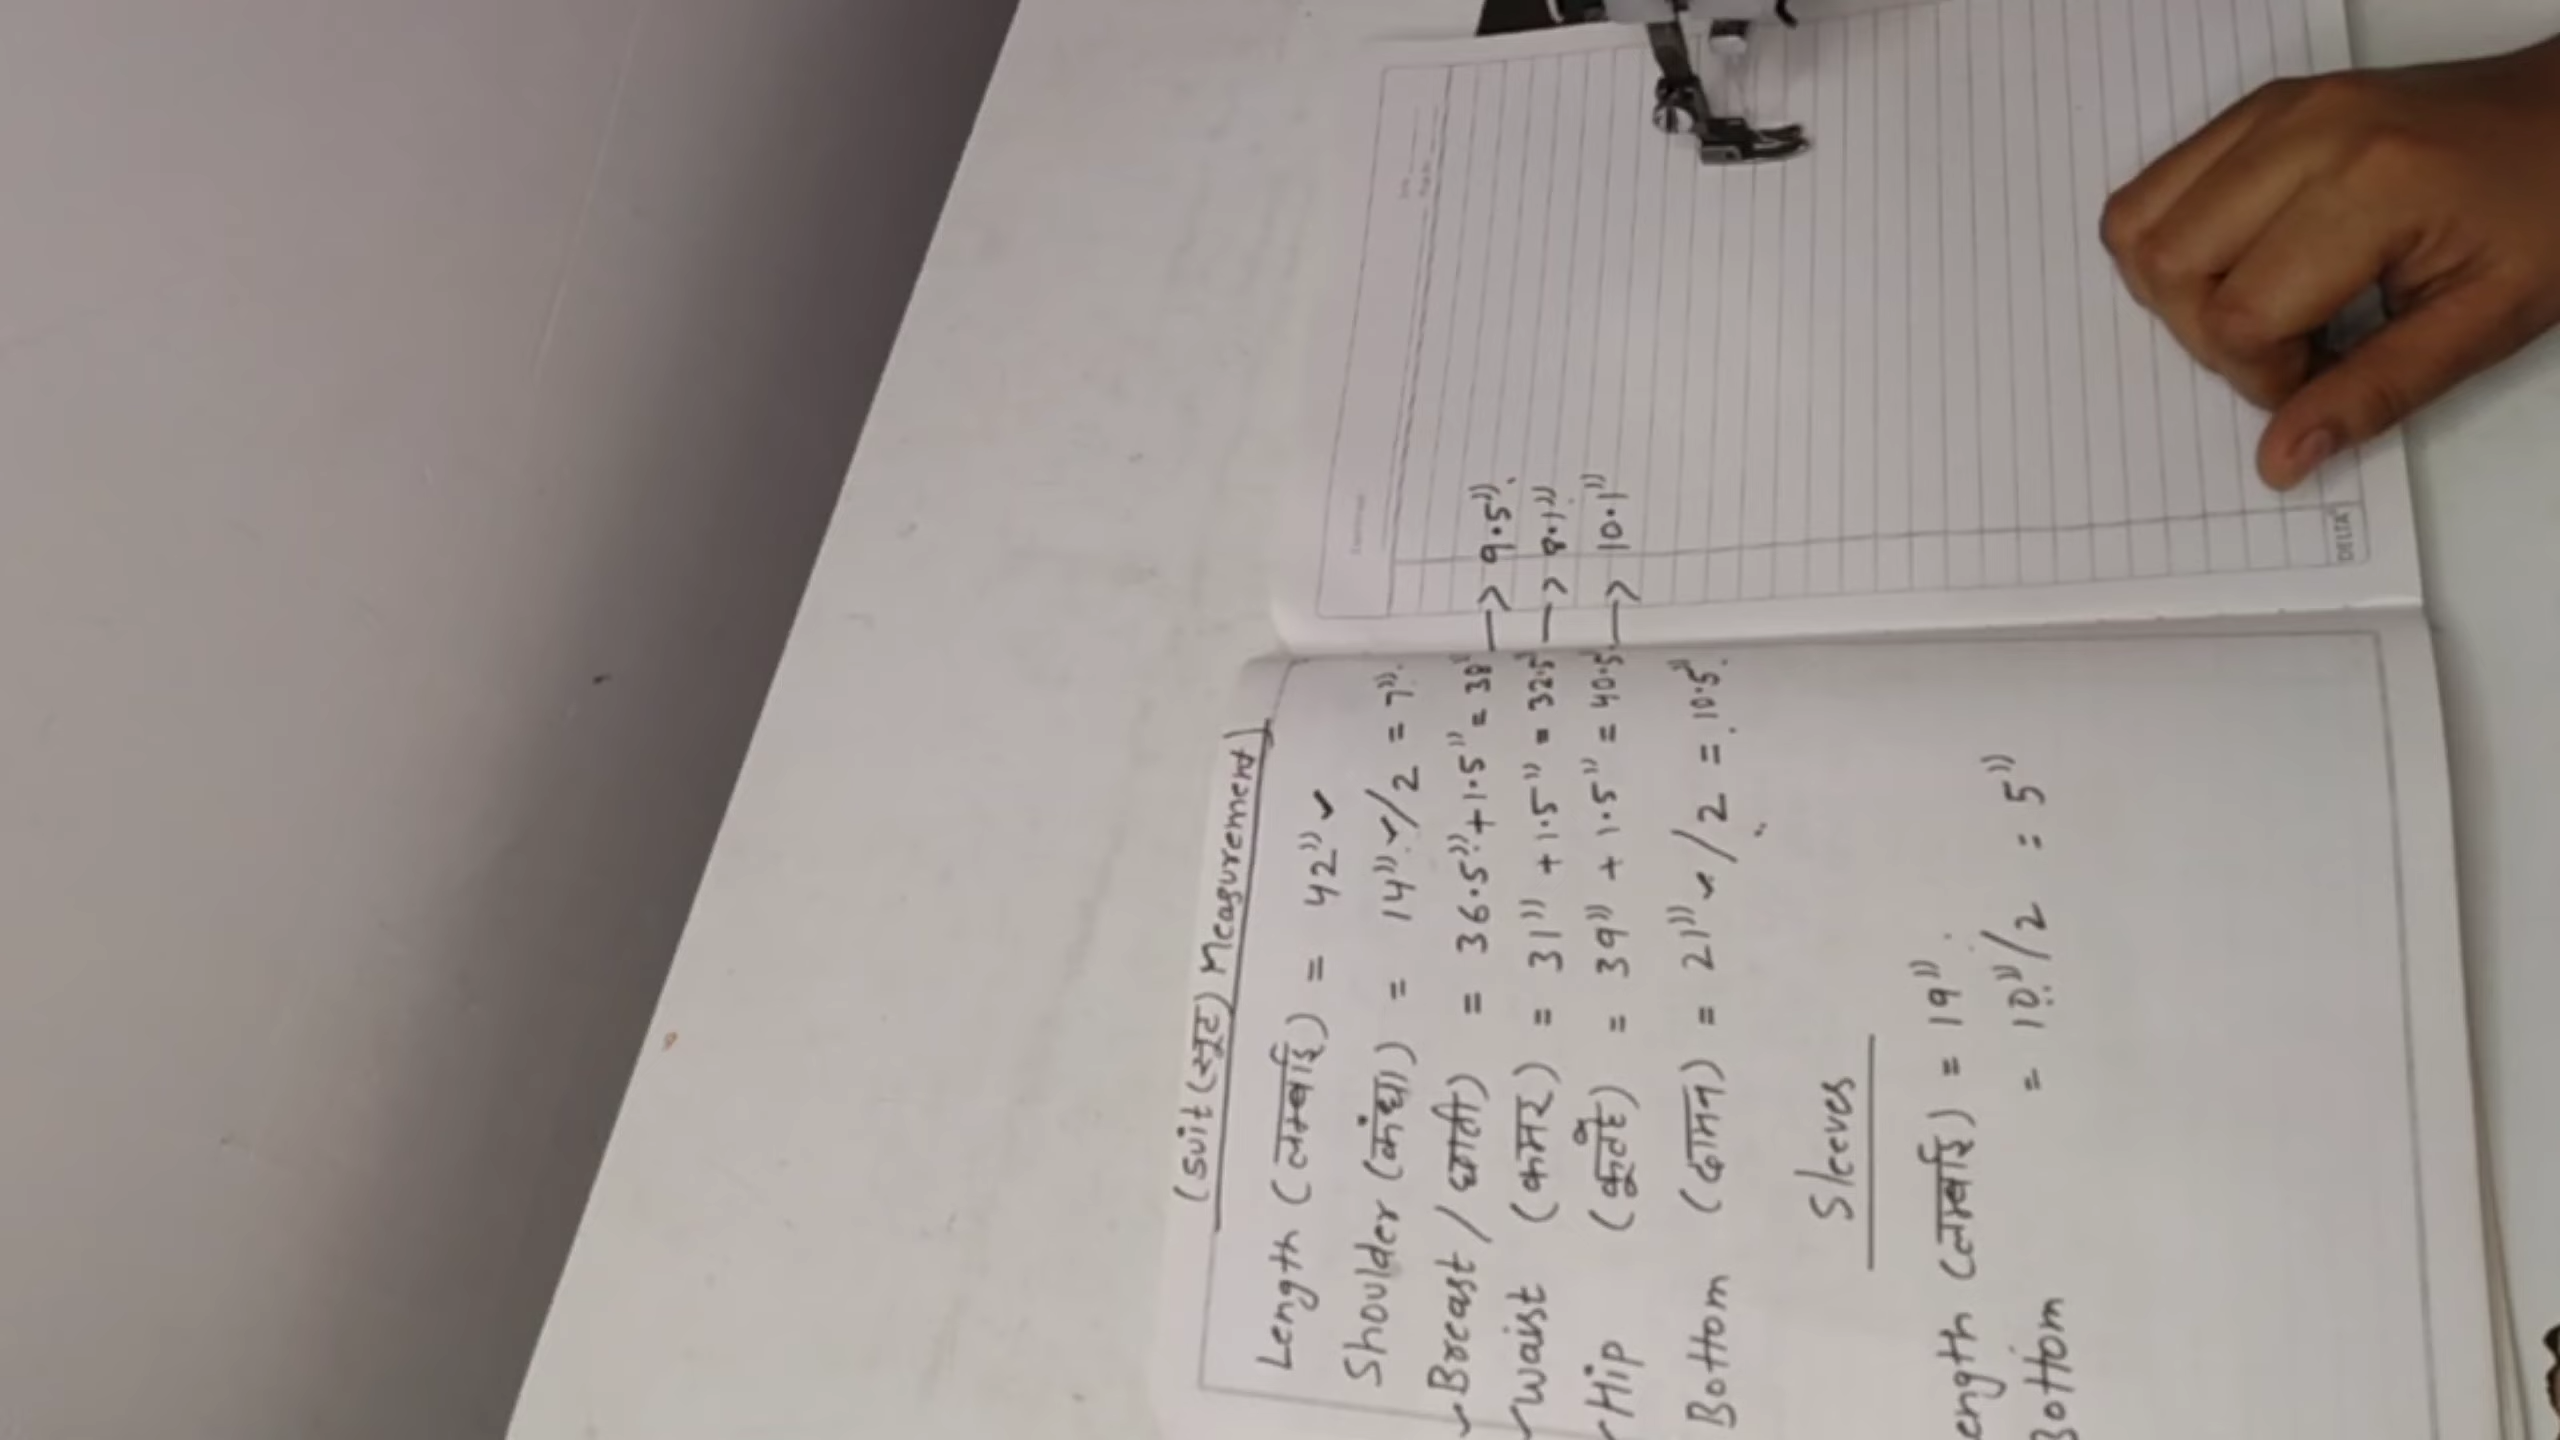 (Suit (सूट) Measurement)
Length (लम्बाई) = 42"✓
Shoulder (कंधा) = 14"✓/2 = 7"
✓Breast / छाती) = 36.5"+1.5" = 38" → 9.5"
✓Waist (कमर) = 31" + 1.5" = 32.5" → 8.1"
✓Hip (कूल्हे) = 39" + 1.5" = 40.5" → 10.1"
Bottom (दामन) = 21"✓/2 = 10.5"
Sleeves
ength (लम्बाई) = 19"
Bottom = 10"/2 : 5"
DELTA